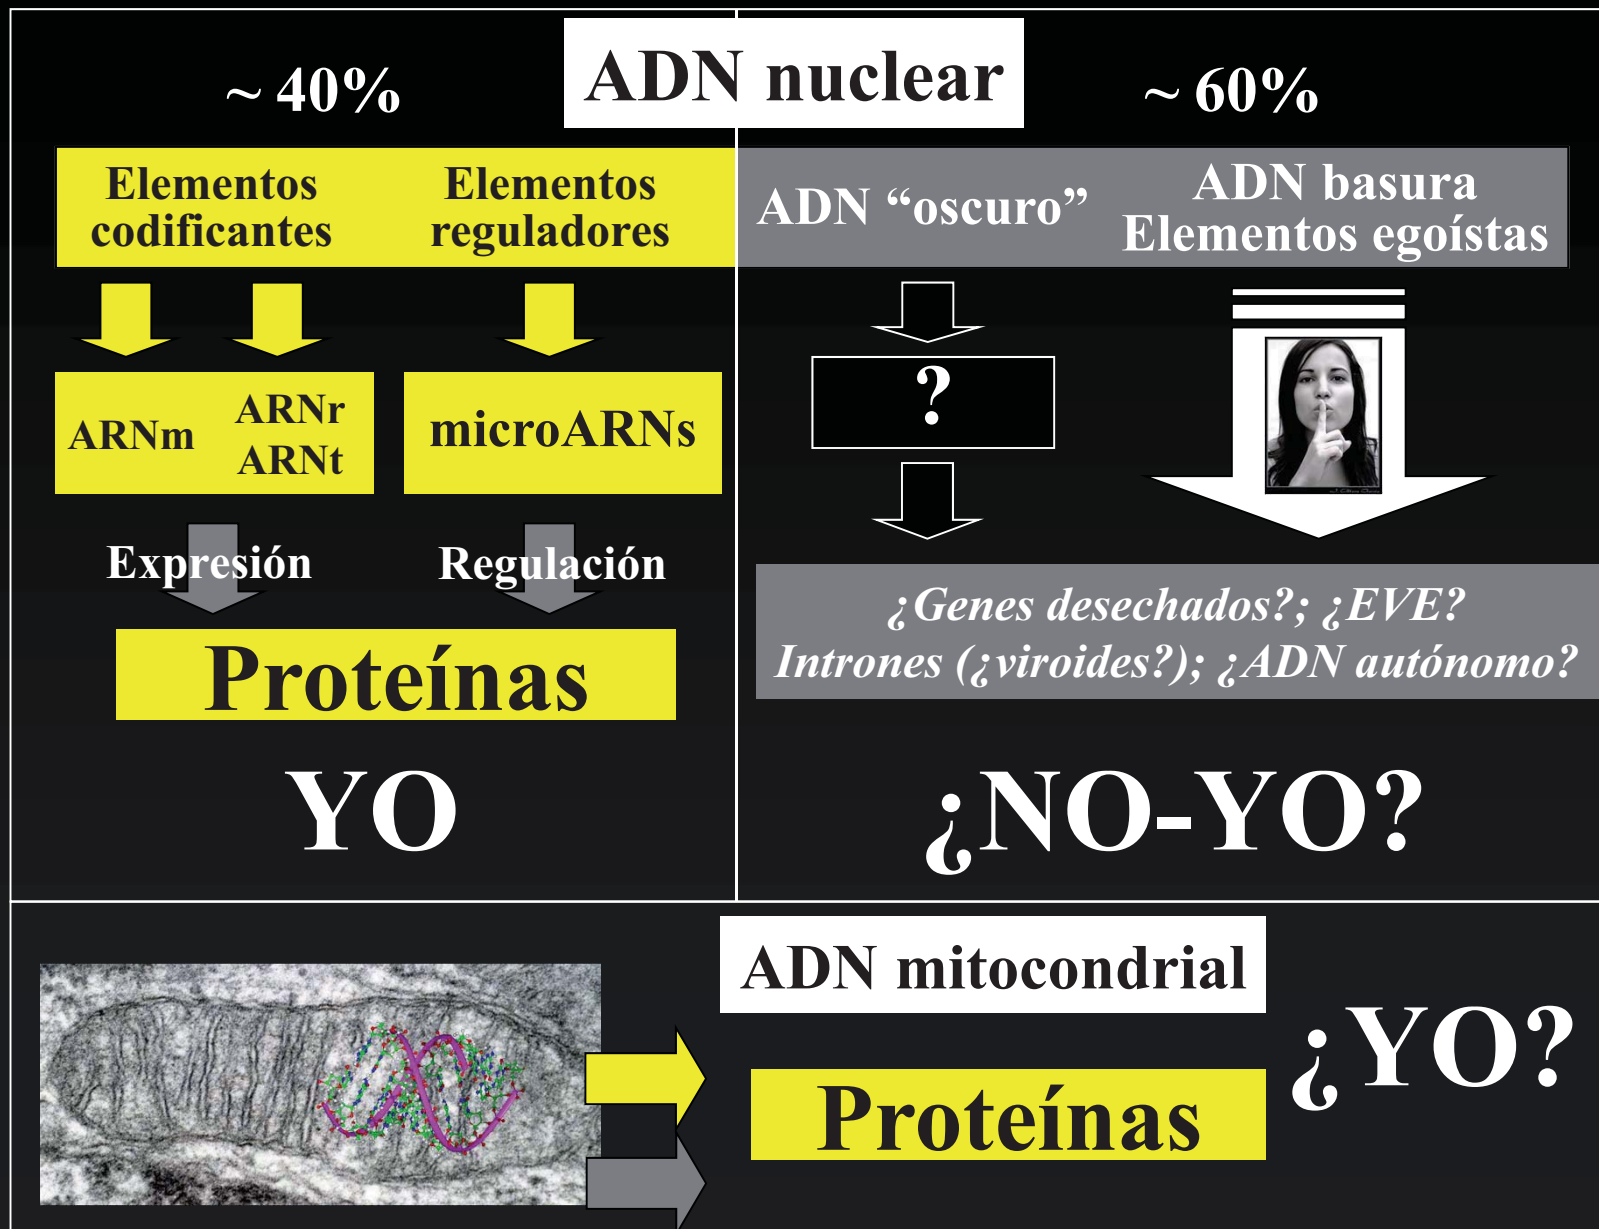 ADN nuclear
~ 40%
~ 60%
Elementos
codificantes
Elementos
reguladores
ADN “oscuro”
ADN basura
Elementos egoístas
ARNm
ARNr
ARNt
microARNs
?
Expresión
Regulación
Proteínas
¿Genes desechados?; ¿EVE?
Intrones (¿viroides?); ¿ADN autónomo?
YO
¿NO-YO?
ADN mitocondrial
Proteínas
¿YO?